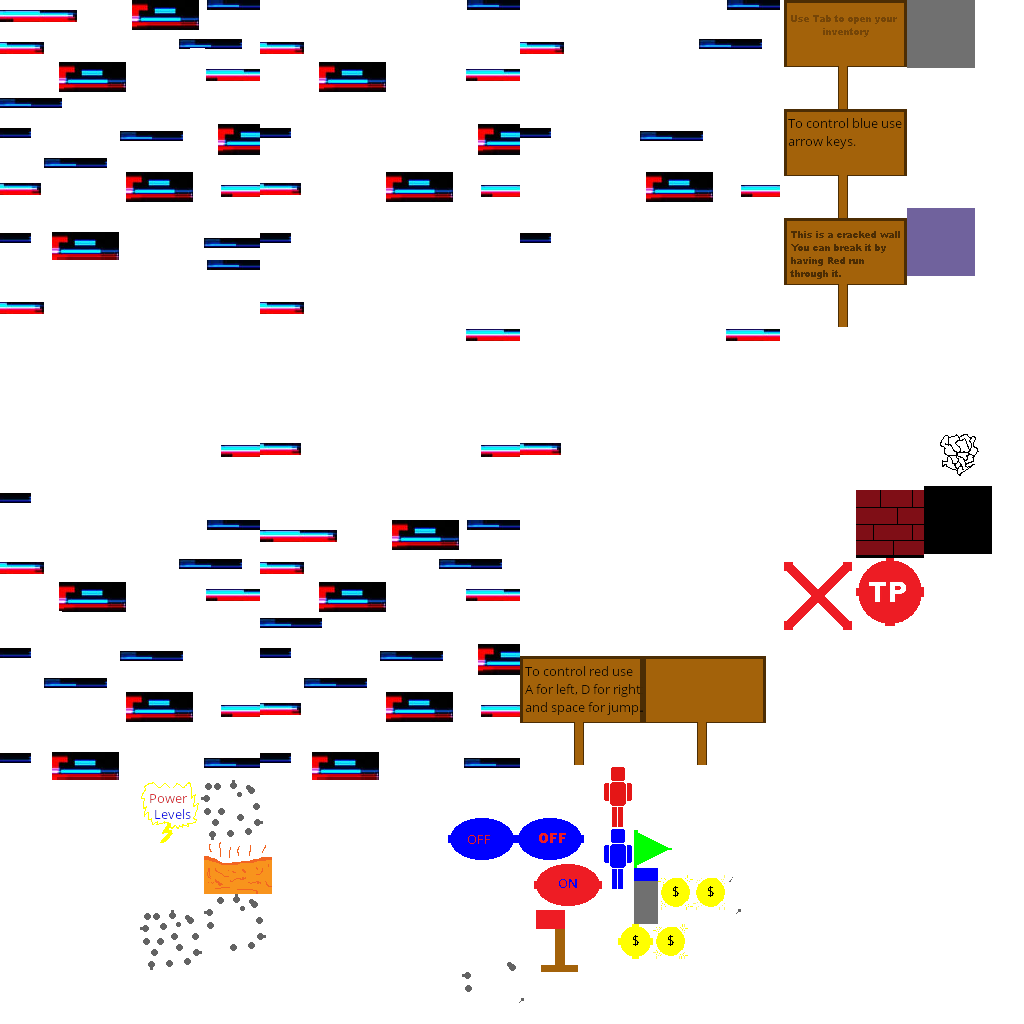 Use Tab to open your
inventory
To control blue use
arrow keys.
This is a cracked wall
You can break it by
having Red run
through it.
TP
To control red use
A for left, D for right
and space for jump.
Power
Levels
OFF
OFF
ON
$
$
$
$